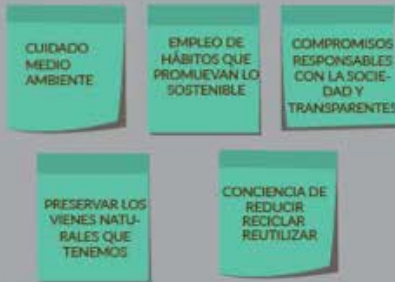 CUIDADO
MEDIO
AMBIENTE
EMPLEO DE
HÁBITOS QUE
PROMUEVAN LO
SOSTENIBLE
COMPROMISOS
RESPONSABLES
CON LA SOCIE-
DAD Y
TRANSPARENTES
PRESERVAR LOS
VIENES NATU-
RALES QUE
TENEMOS
CONCIENCIA DE
REDUCIR
RECICLAR
REUTILIZAR